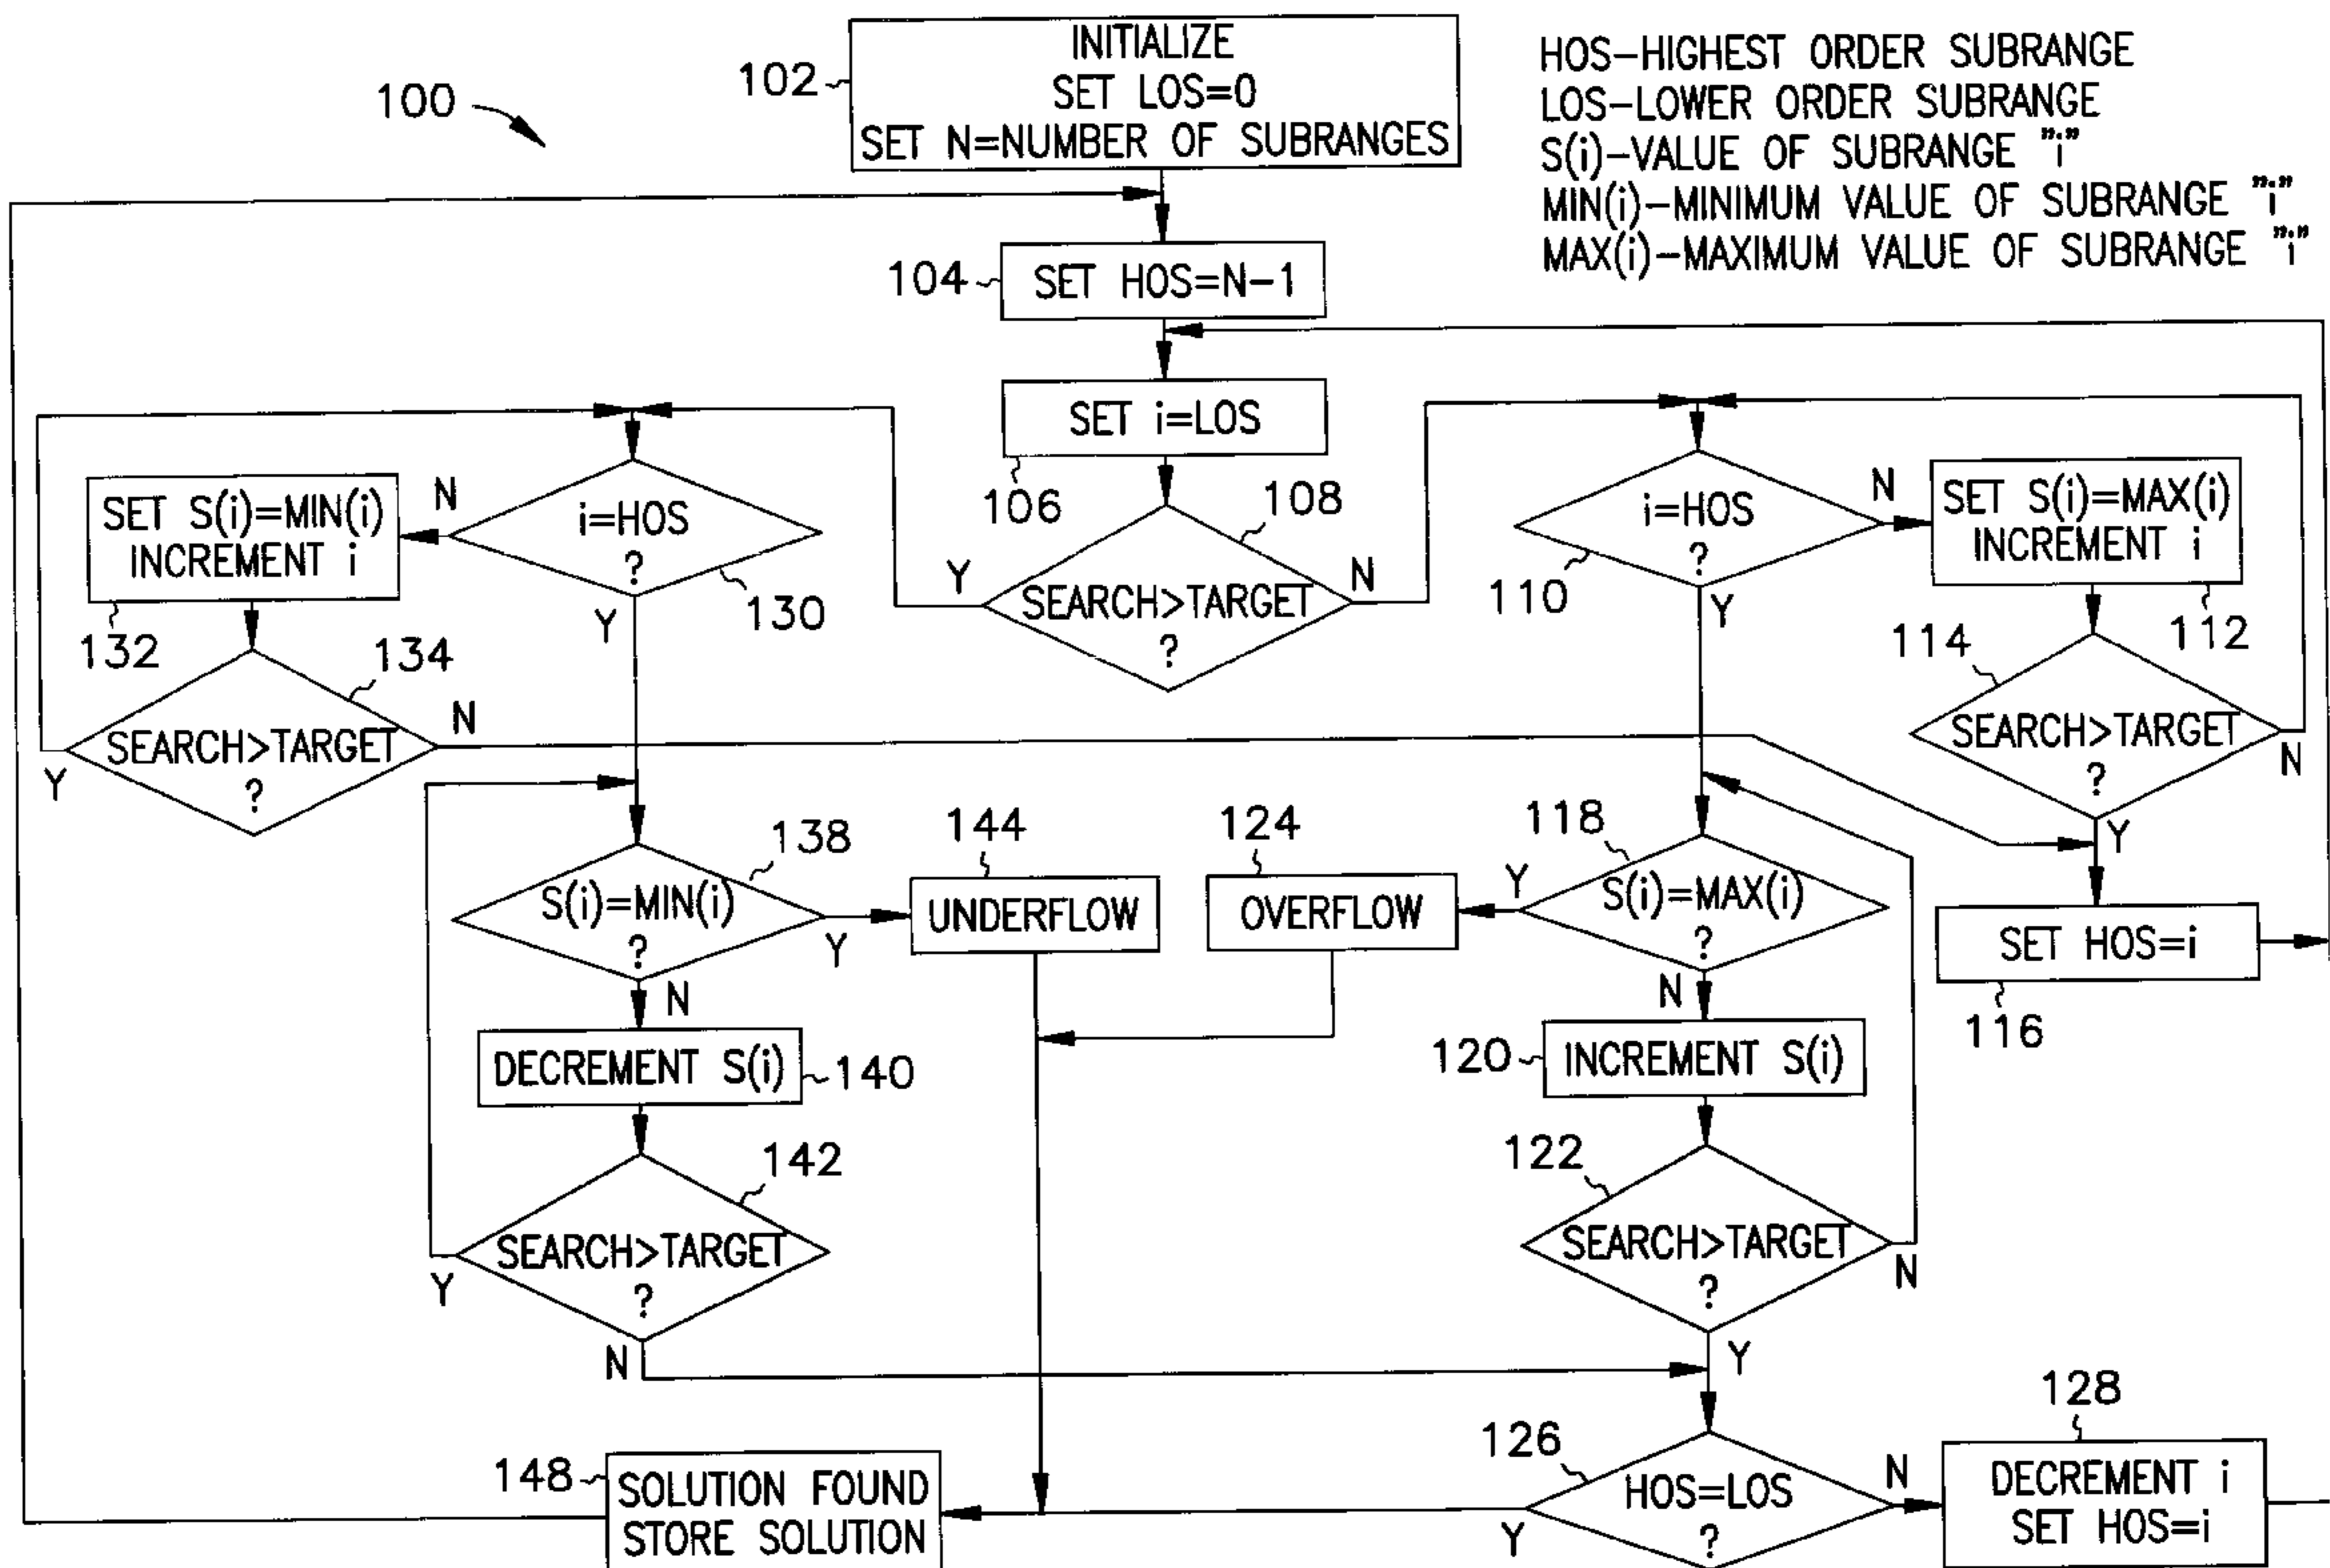 100
102
INITIALIZE
SET LOS=0
SET N=NUMBER OF SUBRANGES
HOS-HIGHEST ORDER SUBRANGE
LOS-LOWER ORDER SUBRANGE
S(i)-VALUE OF SUBRANGE "i"
MIN(i)-MINIMUM VALUE OF SUBRANGE "i"
MAX(i)-MAXIMUM VALUE OF SUBRANGE "i"
104
SET HOS=N-1
SET i=LOS
106
108
SEARCH>TARGET
?
Y
N
i=HOS
?
130
N
Y
SET S(i)=MIN(i)
INCREMENT i
132
134
SEARCH>TARGET
?
Y
N
i=HOS
?
110
N
Y
SET S(i)=MAX(i)
INCREMENT i
112
114
SEARCH>TARGET
?
N
Y
SET HOS=i
116
138
S(i)=MIN(i)
?
Y
N
144
UNDERFLOW
124
OVERFLOW
118
S(i)=MAX(i)
?
Y
N
DECREMENT S(i)
140
120
INCREMENT S(i)
142
SEARCH>TARGET
?
Y
N
122
SEARCH>TARGET
?
N
Y
126
HOS=LOS
?
Y
N
128
DECREMENT i
SET HOS=i
148
SOLUTION FOUND
STORE SOLUTION